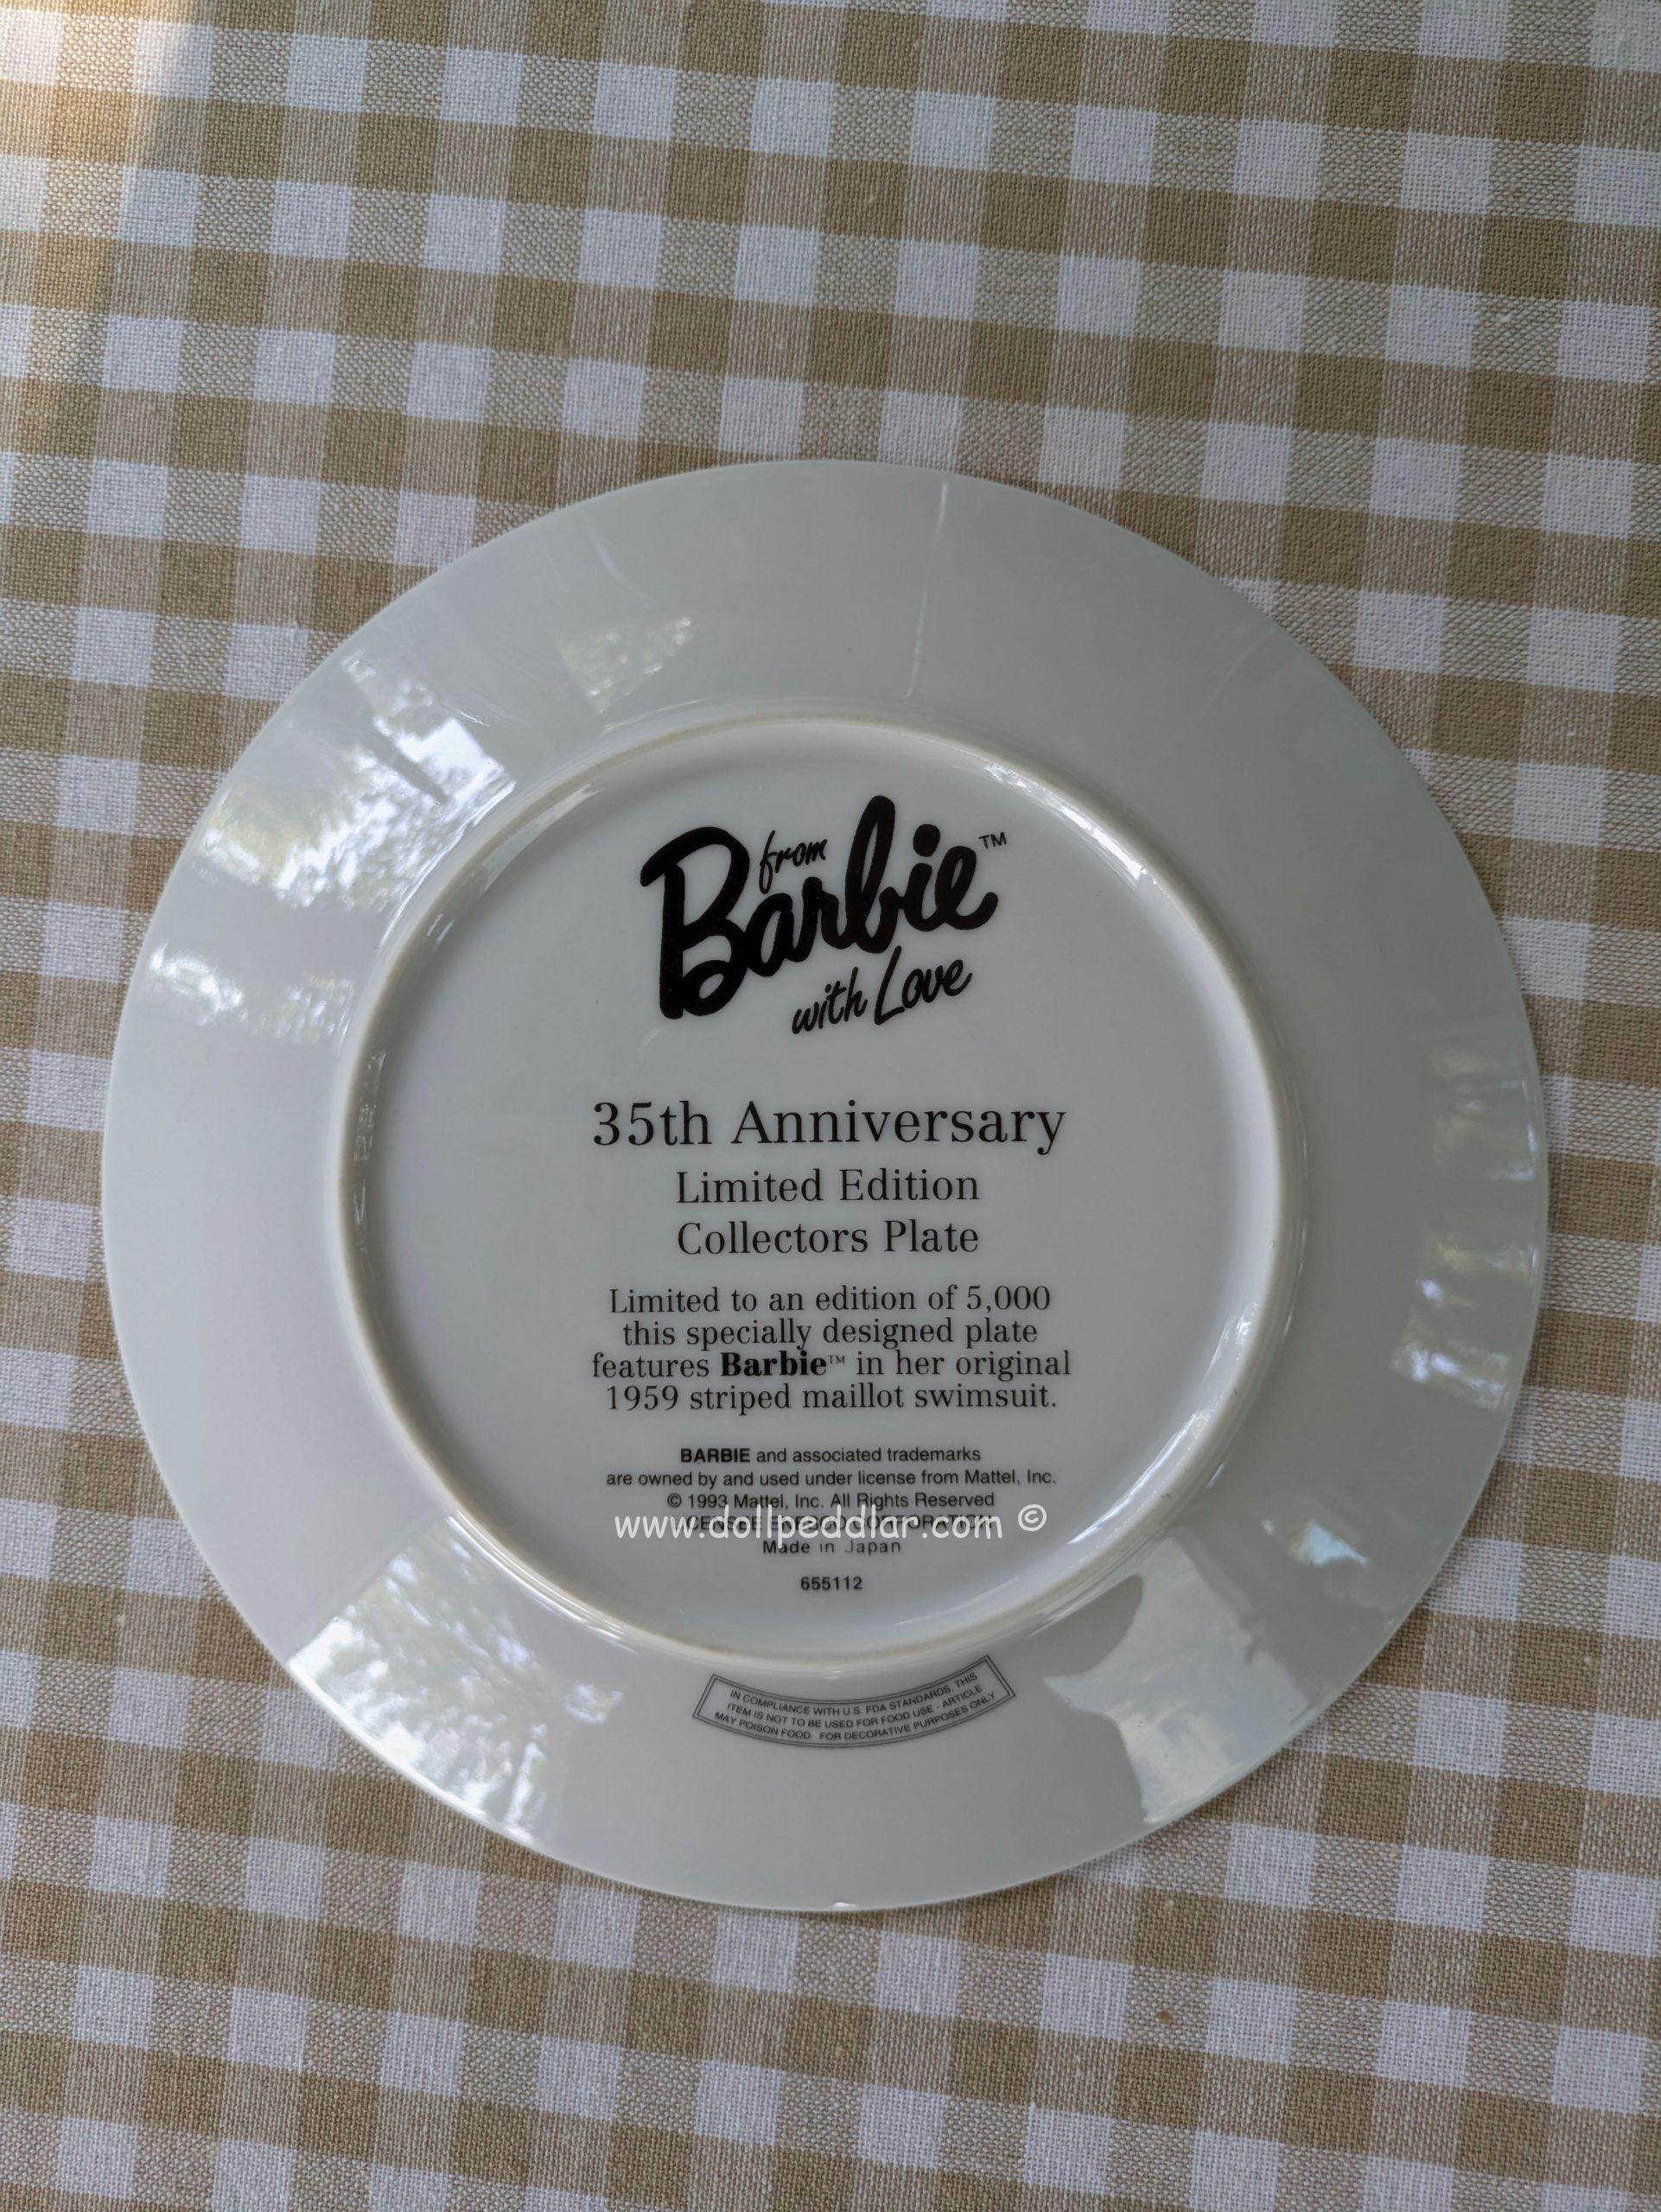 from
Barbie™
with Love
35th Anniversary
Limited Edition
Collectors Plate
Limited to an edition of 5,000
this specially designed plate
features Barbie™ in her original
1959 striped maillot swimsuit.
BARBIE and associated trademarks
are owned by and used under license from Mattel, Inc.
© 1993 Mattel, Inc. All Rights Reserved
www.dollpeddlar.com ©
CORPORATION
Made in Japan
655112
IN COMPLIANCE WITH U.S. FDA STANDARDS, THIS
ITEM IS NOT TO BE USED FOR FOOD USE. ARTICLE
MAY POISON FOOD. FOR DECORATIVE PURPOSES ONLY